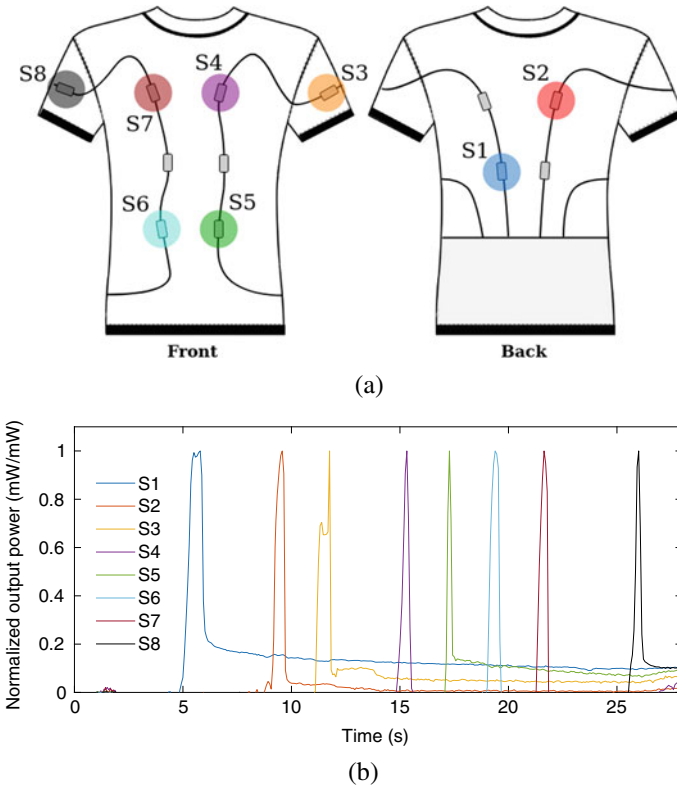 S8
S7
S4
S3
S6
S5
S2
S1
Front
Back
(a)
Normalized output power (mW/mW)
1
0.8
0.6
0.4
0.2
0
S1
S2
S3
S4
S5
S6
S7
S8
0 5 10 15 20 25
Time (s)
(b)